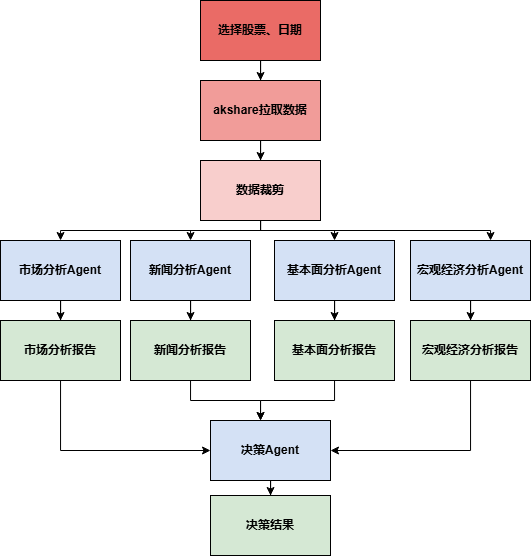 选择股票、日期
akshare拉取数据
数据裁剪
市场分析Agent
新闻分析Agent
基本面分析Agent
宏观经济分析Agent
市场分析报告
新闻分析报告
基本面分析报告
宏观经济分析报告
决策Agent
决策结果